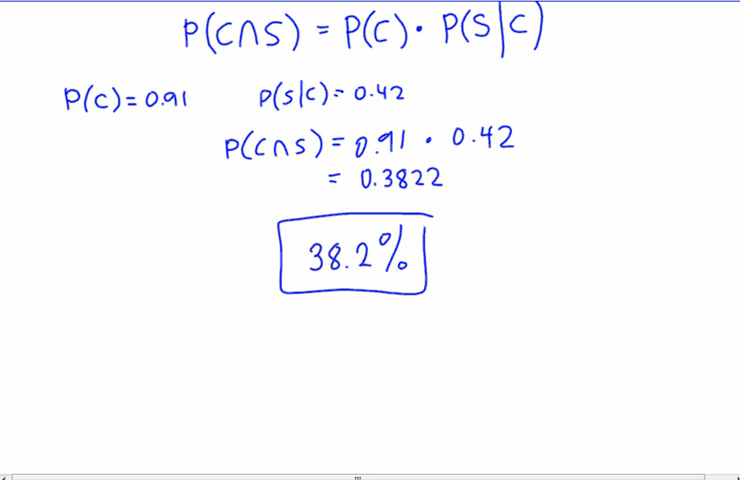 P(C∩S) = P(C) · P(S|C)
P(C) = 0.91 P(S|C) = 0.42
P(C∩S) = 0.91 · 0.42
= 0.3822
38.2%